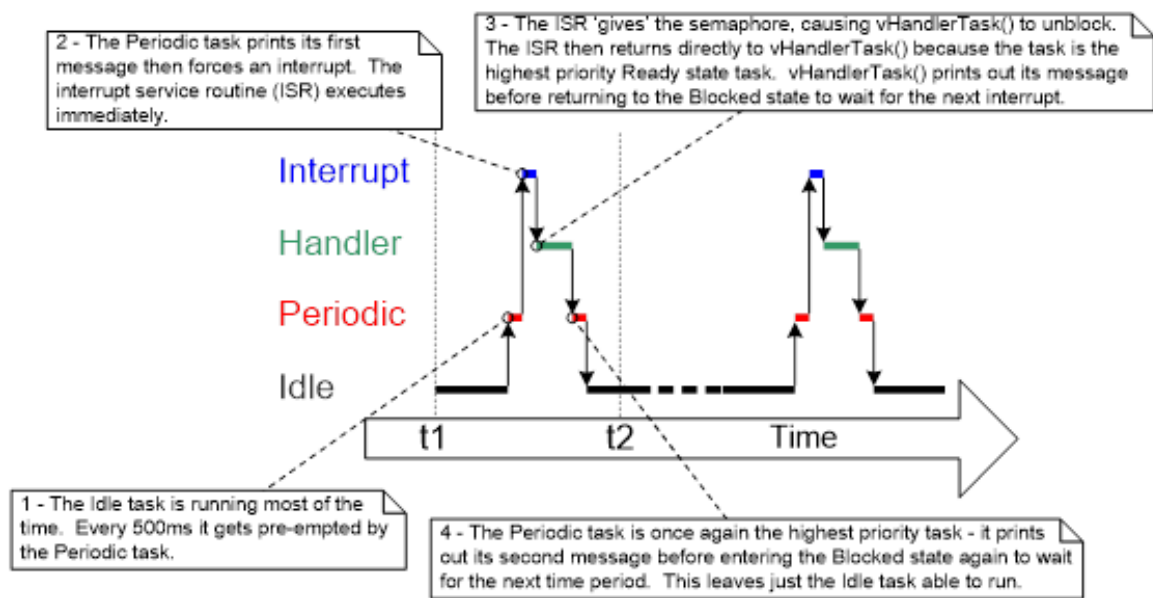 2 - The Periodic task prints its first
message then forces an interrupt. The
interrupt service routine (ISR) executes
immediately.
3 - The ISR 'gives' the semaphore, causing vHandlerTask() to unblock.
The ISR then returns directly to vHandlerTask() because the task is the
highest priority Ready state task. vHandlerTask() prints out its message
before returning to the Blocked state to wait for the next interrupt.
Interrupt
Handler
Periodic
Idle
t1
t2
Time
1 - The Idle task is running most of the
time. Every 500ms it gets pre-empted by
the Periodic task.
4 - The Periodic task is once again the highest priority task - it prints
out its second message before entering the Blocked state again to wait
for the next time period. This leaves just the Idle task able to run.